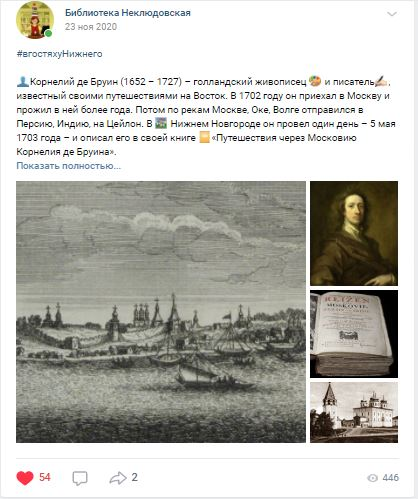 Библиотека Неклюдовская
23 ноя 2020
#вгостяхуНижнего
Корнелий де Бруин (1652 – 1727) – голландский живописец и писатель,
известный своими путешествиями на Восток. В 1702 году он приехал в Москву и
прожил в ней более года. Потом по рекам Москве, Оке, Волге отправился в
Персию, Индию, на Цейлон. В Нижнем Новгороде он провел один день – 5 мая
1703 года – и описал его в своей книге «Путешествия через Московию
Корнелия де Бруина».
Показать полностью...
REIZEN
MOSKOVIE,
54
2
446